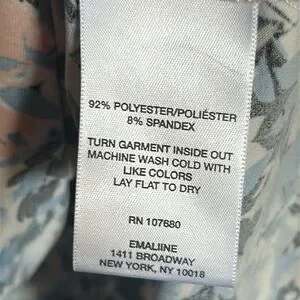 92% POLYESTER/POLIÉSTER
8% SPANDEX
TURN GARMENT INSIDE OUT
MACHINE WASH COLD WITH
LIKE COLORS
LAY FLAT TO DRY
RN 107680
EMALIINE
1411 BROADWAY
NEW YORK, NY 10018